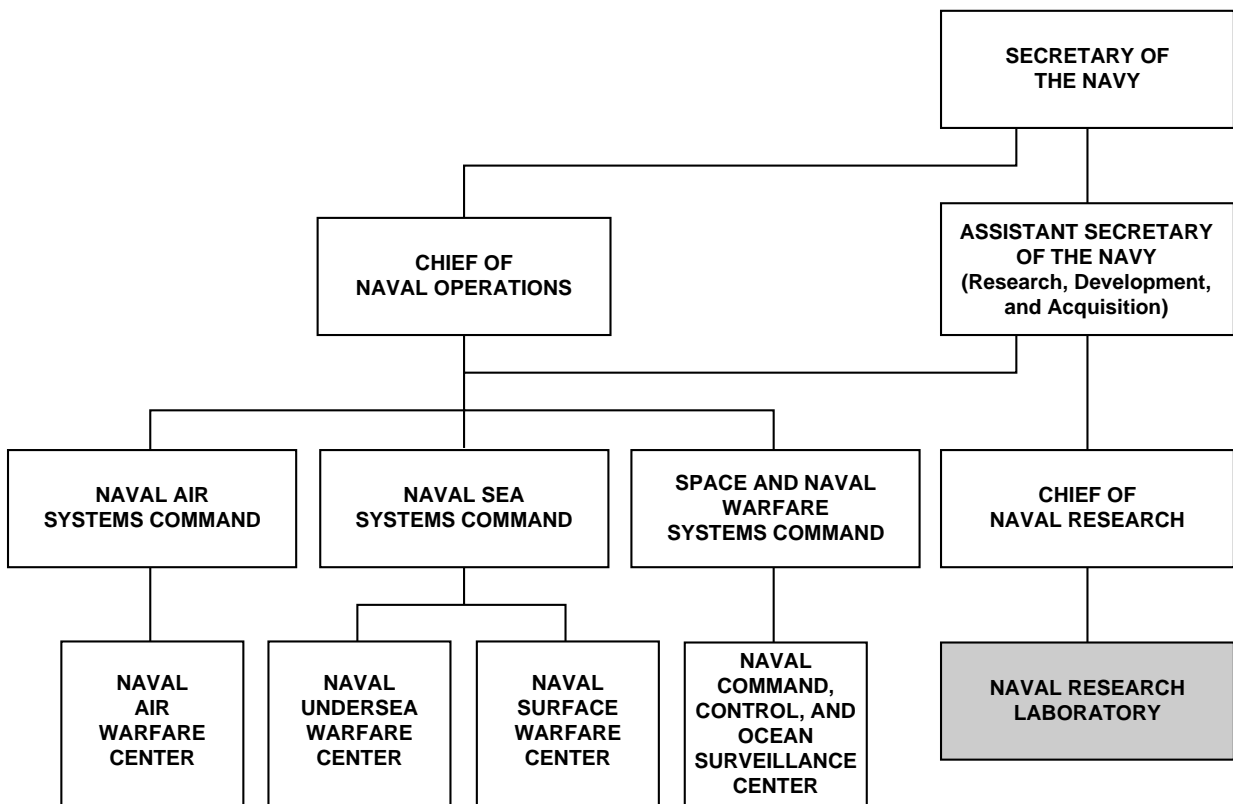 SECRETARY OF
THE NAVY
CHIEF OF
NAVAL OPERATIONS
ASSISTANT SECRETARY
OF THE NAVY
(Research, Development,
and Acquisition)
NAVAL AIR
SYSTEMS COMMAND
NAVAL SEA
SYSTEMS COMMAND
SPACE AND NAVAL
WARFARE
SYSTEMS COMMAND
CHIEF OF
NAVAL RESEARCH
NAVAL
AIR
WARFARE
CENTER
NAVAL
UNDERSEA
WARFARE
CENTER
NAVAL
SURFACE
WARFARE
CENTER
NAVAL
COMMAND,
CONTROL, AND
OCEAN
SURVEILLANCE
CENTER
NAVAL RESEARCH
LABORATORY